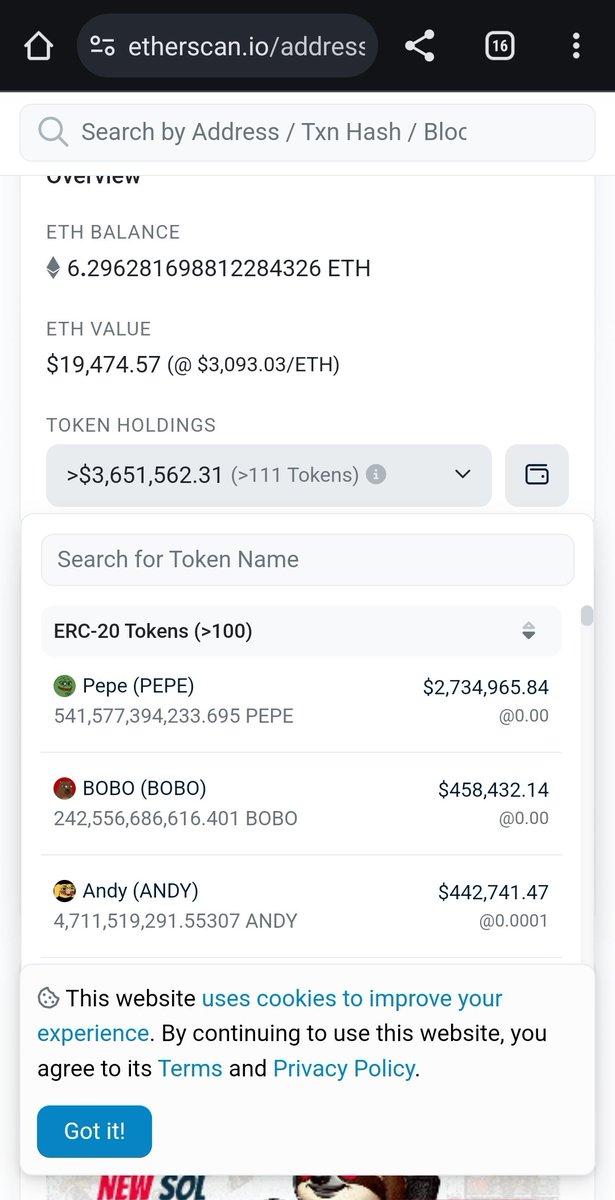 etherscan.io/address
16
Search by Address / Txn Hash / Bloc
Overview
ETH BALANCE
6.296281698812284326 ETH
ETH VALUE
$19,474.57 (@ $3,093.03/ETH)
TOKEN HOLDINGS
>$3,651,562.31 (>111 Tokens)
Search for Token Name
ERC-20 Tokens (>100)
Pepe (PEPE) $2,734,965.84
541,577,394,233.695 PEPE @0.00
BOBO (BOBO) $458,432.14
242,556,686,616.401 BOBO @0.00
Andy (ANDY) $442,741.47
4,711,519,291.55307 ANDY @0.0001
This website uses cookies to improve your
experience. By continuing to use this website, you
agree to its Terms and Privacy Policy.
Got it!
NEW SOL